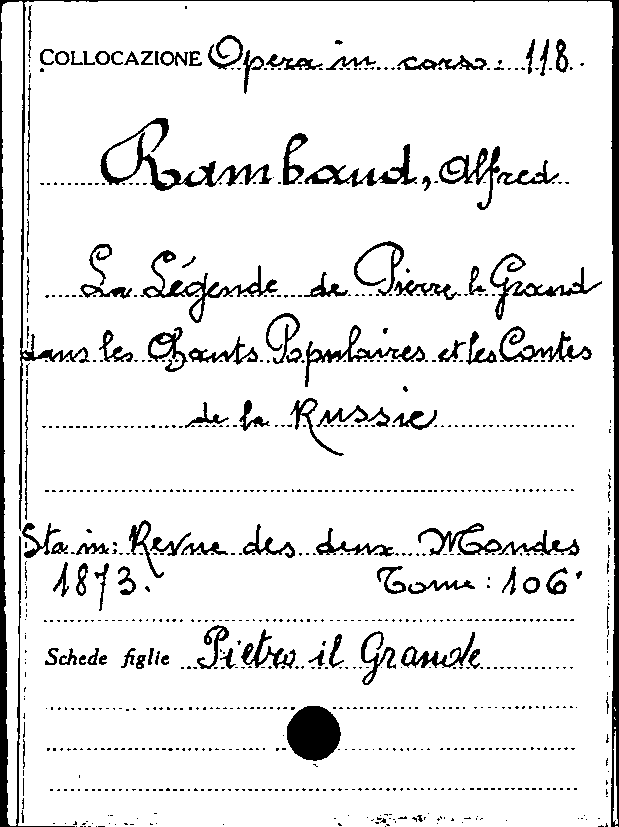 COLLOCAZIONE Opera in corso. 118.
Rambaud, Alfred
La Légende de Pierre le Grand
dans les Chants Populaires et les Contes
de la Russie
Sta in: Revue des deux Mondes
1873. Tome: 106
Schede figlie Pietro il Grande